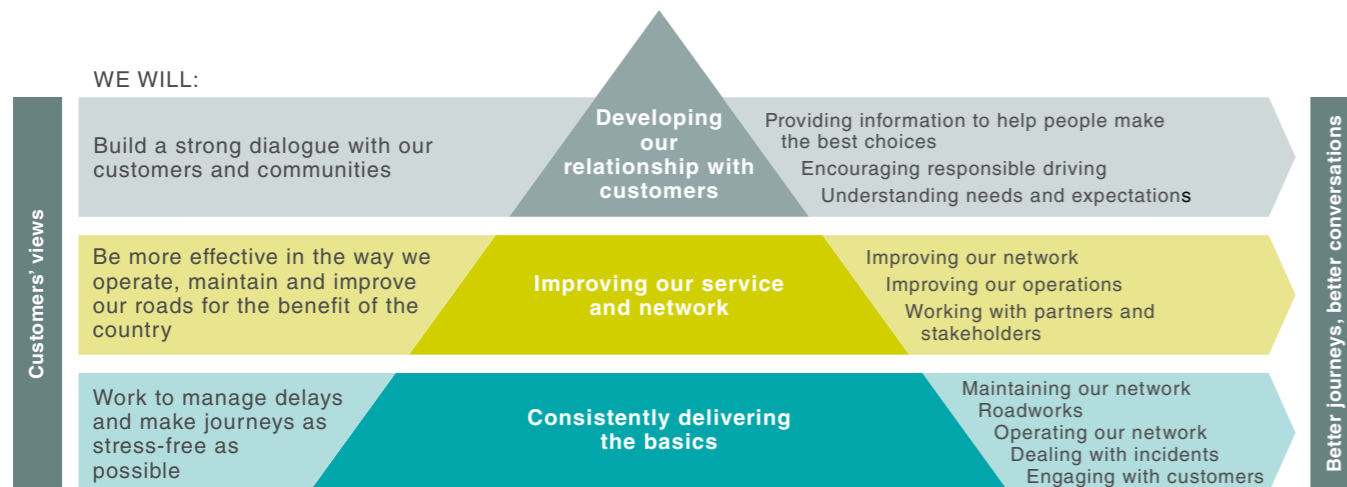 WE WILL:
Customers' views
Build a strong dialogue with our
customers and communities
Developing
our
relationship with
customers
Providing information to help people make
the best choices
Encouraging responsible driving
Understanding needs and expectations
Be more effective in the way we
operate, maintain and improve
our roads for the benefit of the
country
Improving our service
and network
Improving our network
Improving our operations
Working with partners and
stakeholders
Work to manage delays
and make journeys as
stress-free as
possible
Consistently delivering
the basics
Maintaining our network
Roadworks
Operating our network
Dealing with incidents
Engaging with customers
Better journeys, better conversations